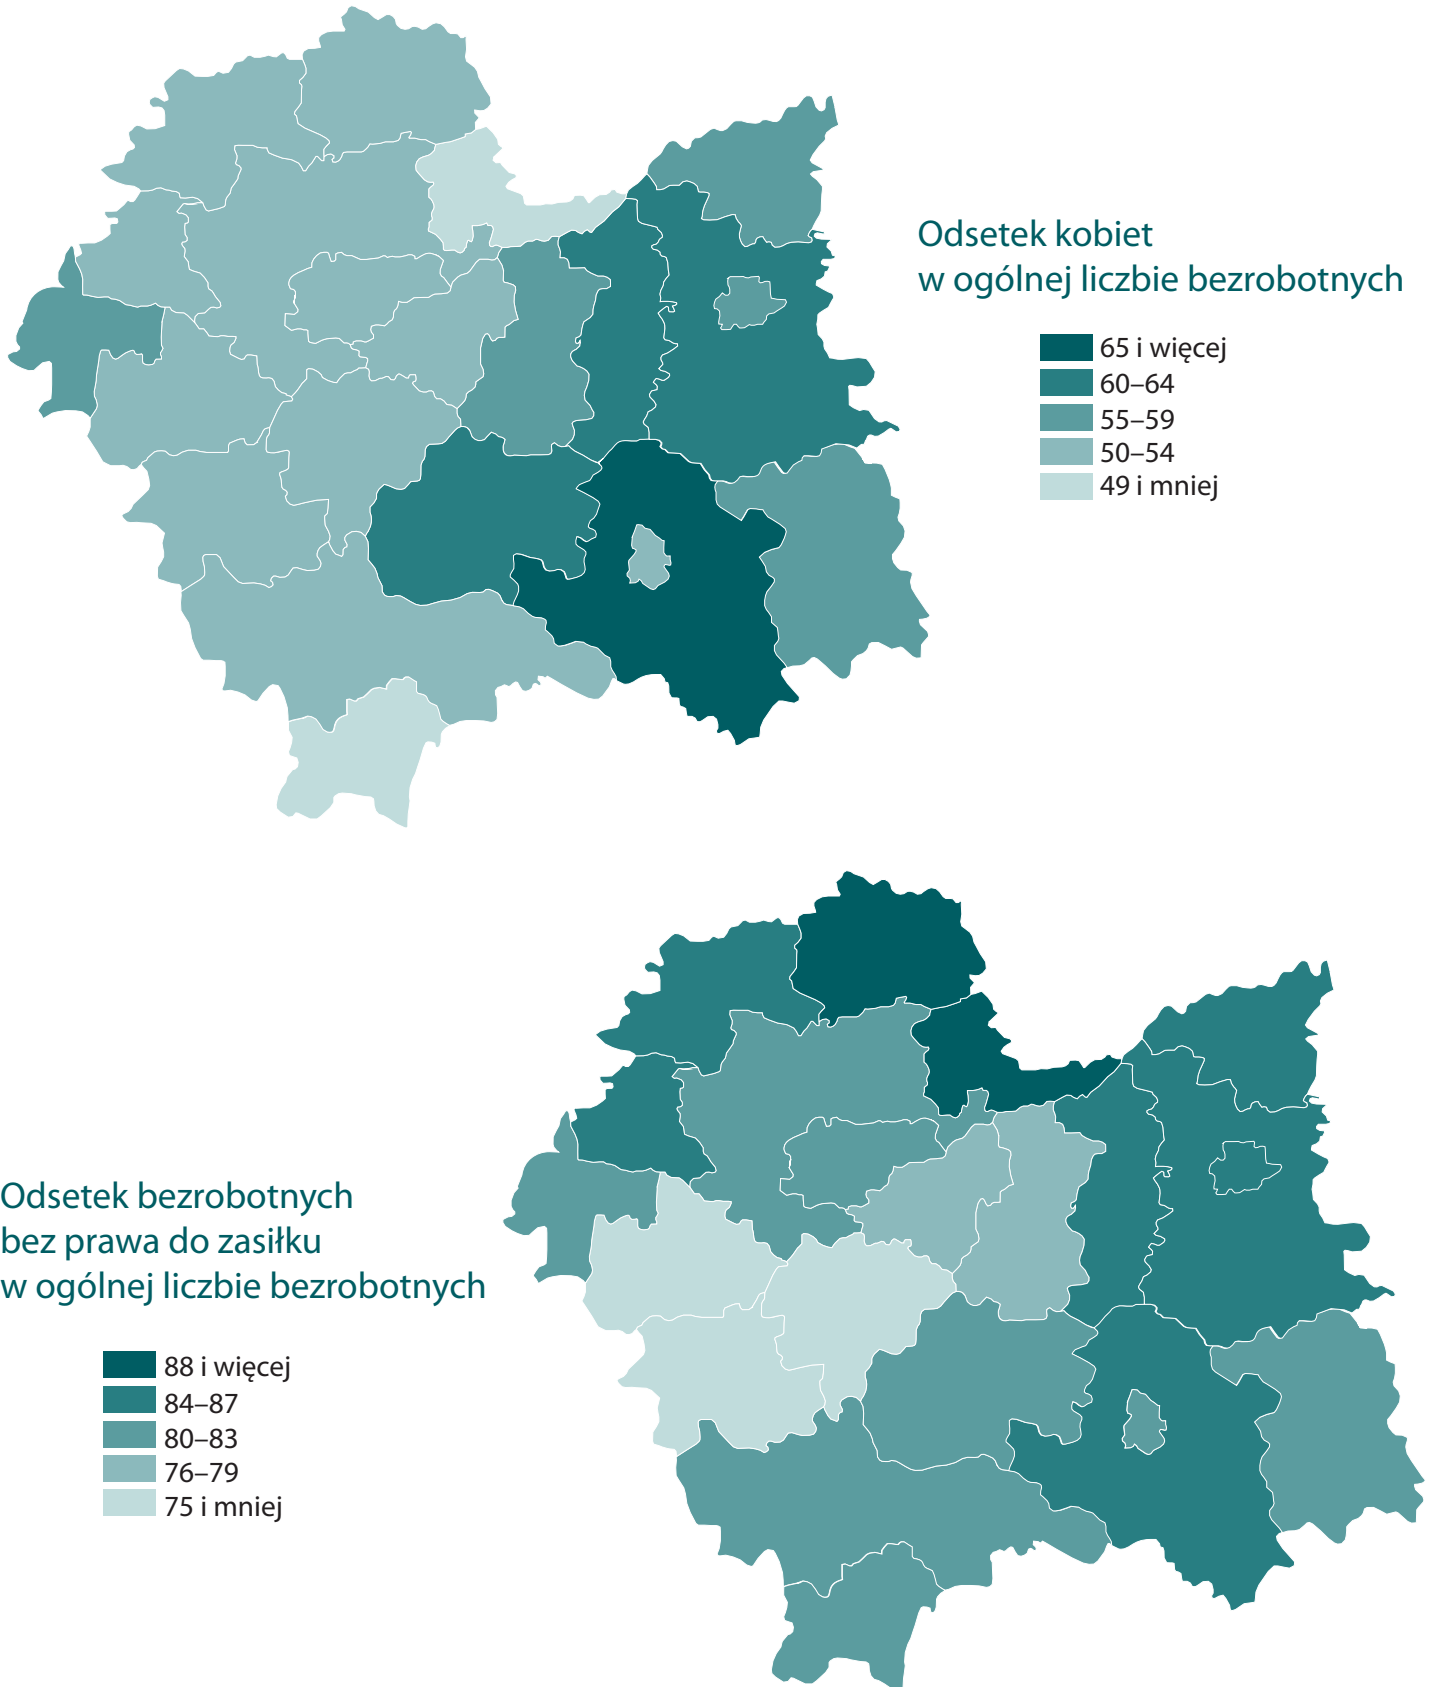 Odsetek kobiet
w ogólnej liczbie bezrobotnych
65 i więcej
60–64
55–59
50–54
49 i mniej
Odsetek bezrobotnych
bez prawa do zasiłku
w ogólnej liczbie bezrobotnych
88 i więcej
84–87
80–83
76–79
75 i mniej